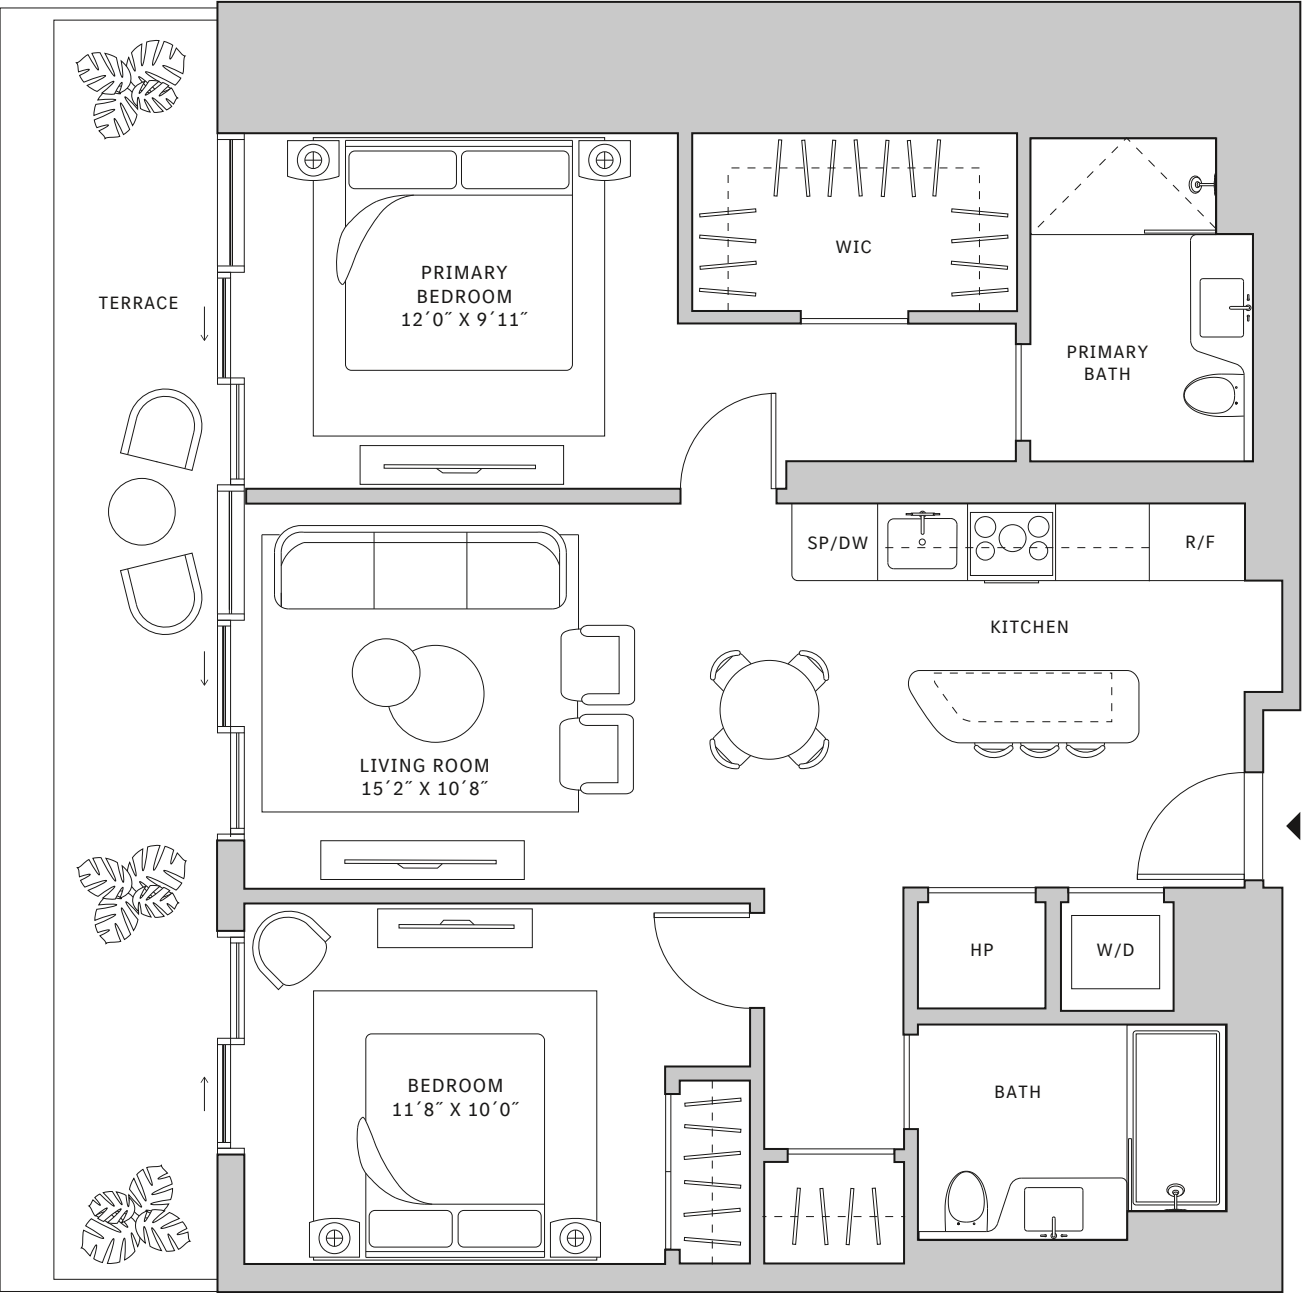 TERRACE
PRIMARY
BEDROOM
12´0˝ X 9´11˝
WIC
PRIMARY
BATH
SP/DW
R/F
KITCHEN
LIVING ROOM
15´2˝ X 10´8˝
HP
W/D
BEDROOM
11´8˝ X 10´0˝
BATH